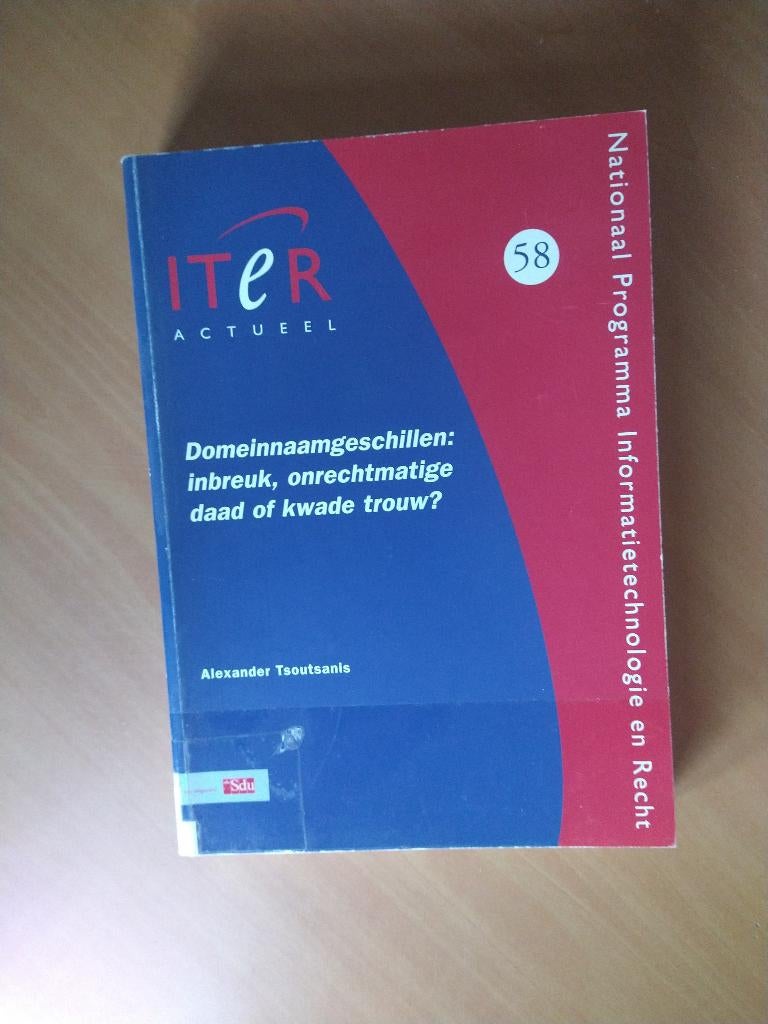 ITeR
ACTUEEL
58
Nationaal Programma Informatietechnologie en Recht
Domeinnaamgeschillen:
inbreuk, onrechtmatige
daad of kwade trouw?
Alexander Tsoutsanis
Sdu